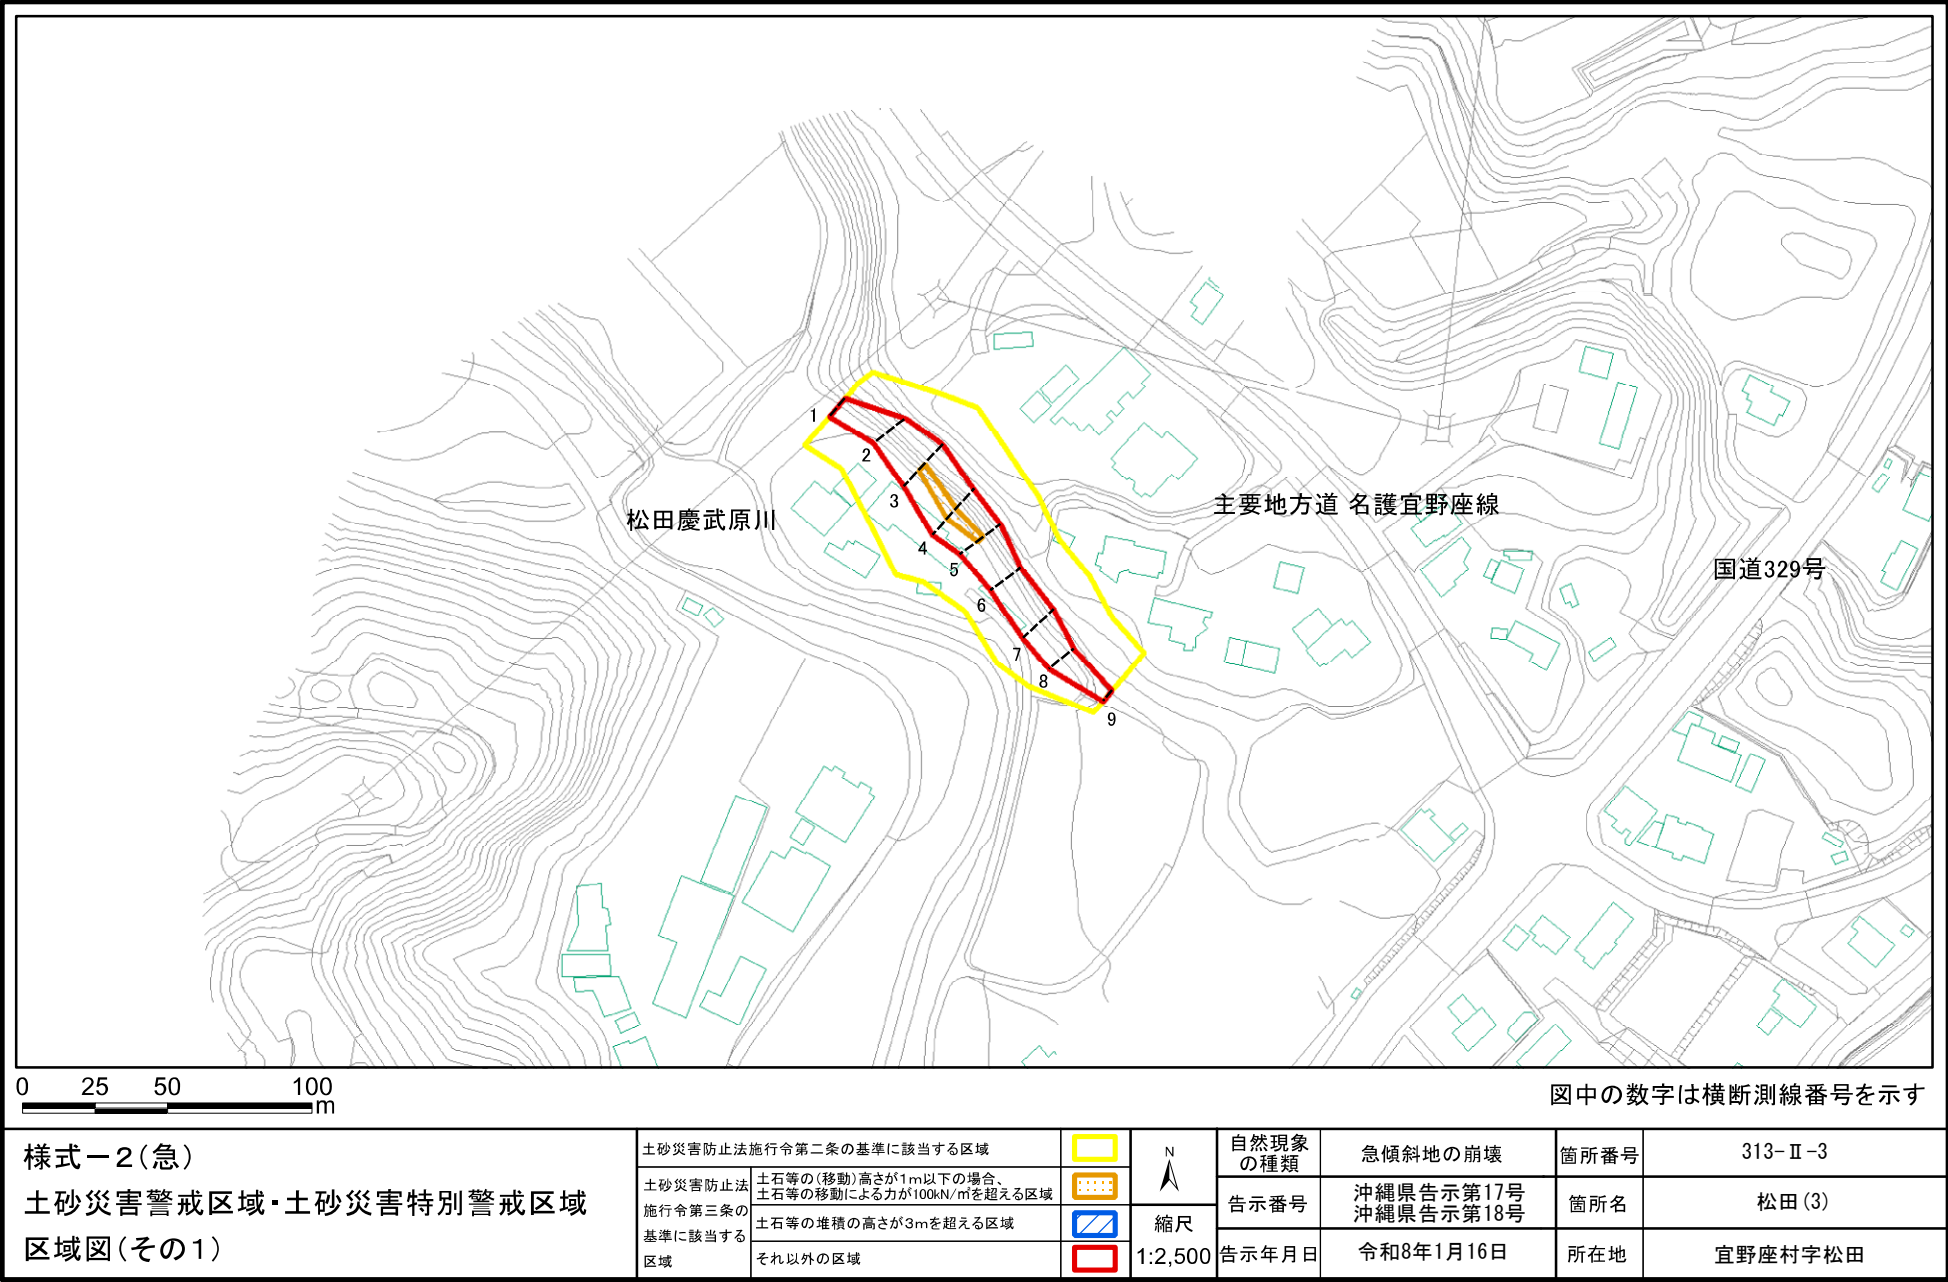 1
2
3
4
5
6
7
8
9
松田慶武原川
主要地方道 名護宜野座線
国道329号
0 25 50 100
m
図中の数字は横断測線番号を示す
様式－2(急)
土砂災害警戒区域・土砂災害特別警戒区域
区域図(その1)
土砂災害防止法施行令第二条の基準に該当する区域
土砂災害防止法
施行令第三条の
基準に該当する
区域
土石等の(移動)高さが1m以下の場合、
土石等の移動による力が100kN/㎡を超える区域
土石等の堆積の高さが3mを超える区域
それ以外の区域
N
縮尺
1:2,500
自然現象
の種類
急傾斜地の崩壊
箇所番号
313-Ⅱ-3
告示番号
沖縄県告示第17号
沖縄県告示第18号
箇所名
松田(3)
告示年月日
令和8年1月16日
所在地
宜野座村字松田